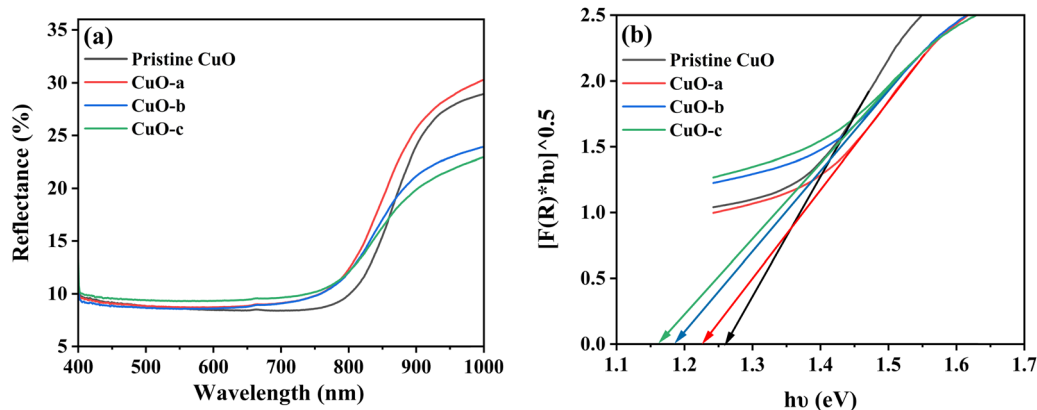 (a)
Pristine CuO
CuO-a
CuO-b
CuO-c
35
30
25
20
15
10
5
400 500 600 700 800 900 1000
Wavelength (nm)
Reflectance (%)
(b)
Pristine CuO
CuO-a
CuO-b
CuO-c
2.5
2.0
1.5
1.0
0.5
0.0
1.1 1.2 1.3 1.4 1.5 1.6 1.7
hυ (eV)
[F(R)*hυ]^0.5